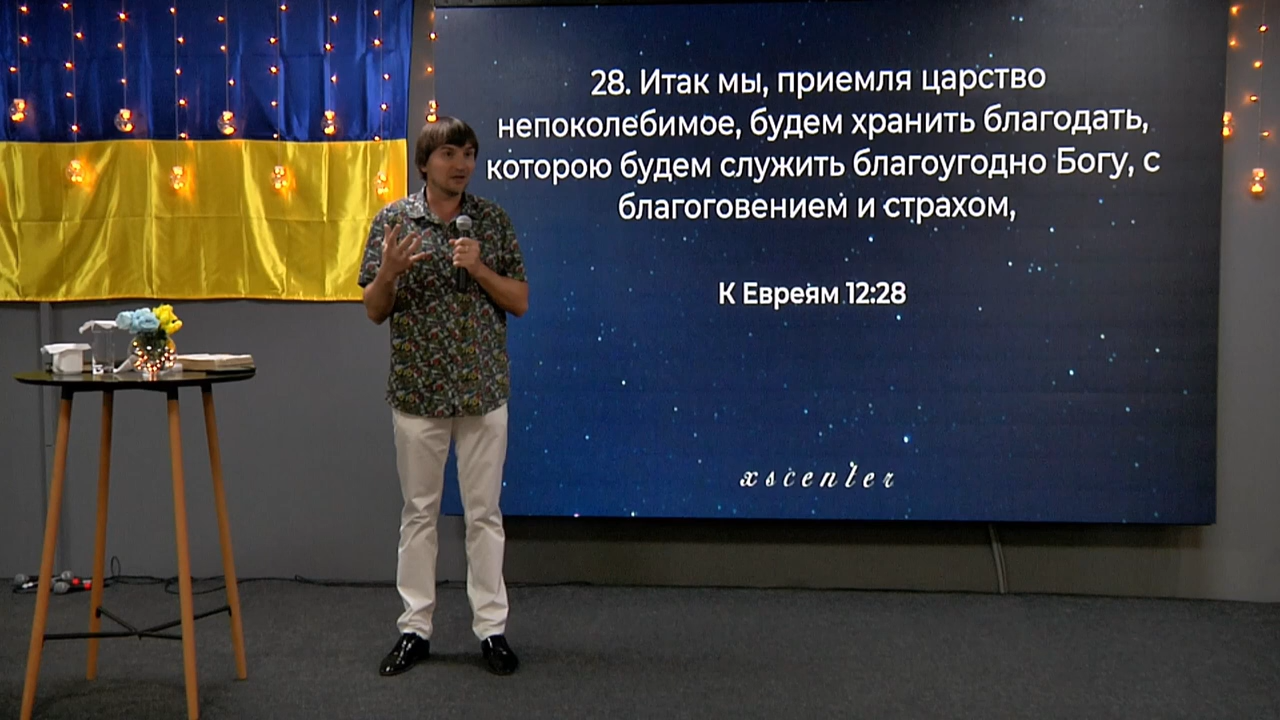 28. Итак мы, приемля царство
непоколебимое, будем хранить благодать,
которою будем служить благоугодно Богу, с
благоговением и страхом,
К Евреям 12:28
xscenter